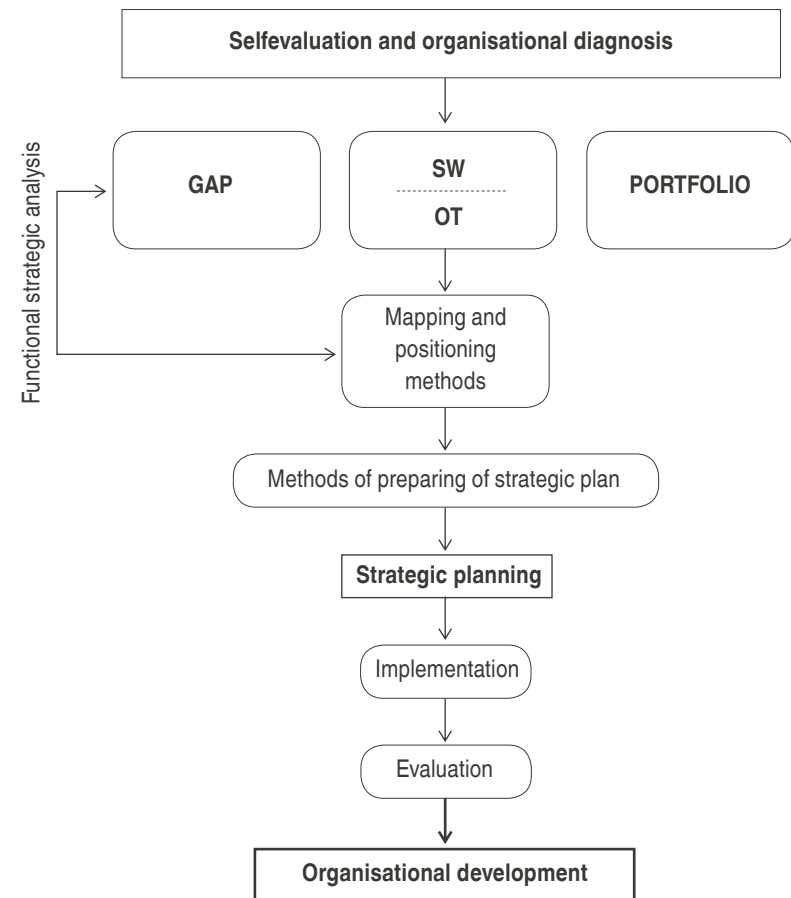 Selfevaluation and organisational diagnosis
Functional strategic analysis
GAP
SW
OT
PORTFOLIO
Mapping and
positioning
methods
Methods of preparing of strategic plan
Strategic planning
Implementation
Evaluation
Organisational development